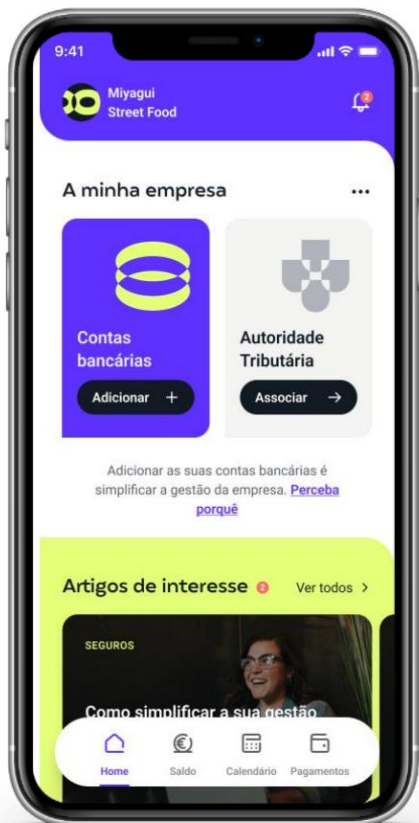 9:41
Miyagui
Street Food
2
A minha empresa
Contas
bancárias
Autoridade
Tributária
Adicionar +
Associar →
Adicionar as suas contas bancárias é
simplificar a gestão da empresa. Perceba
porquê
Artigos de interesse 2 Ver todos >
SEGUROS
Como simplificar a sua gestão
Home Saldo Calendário Pagamentos